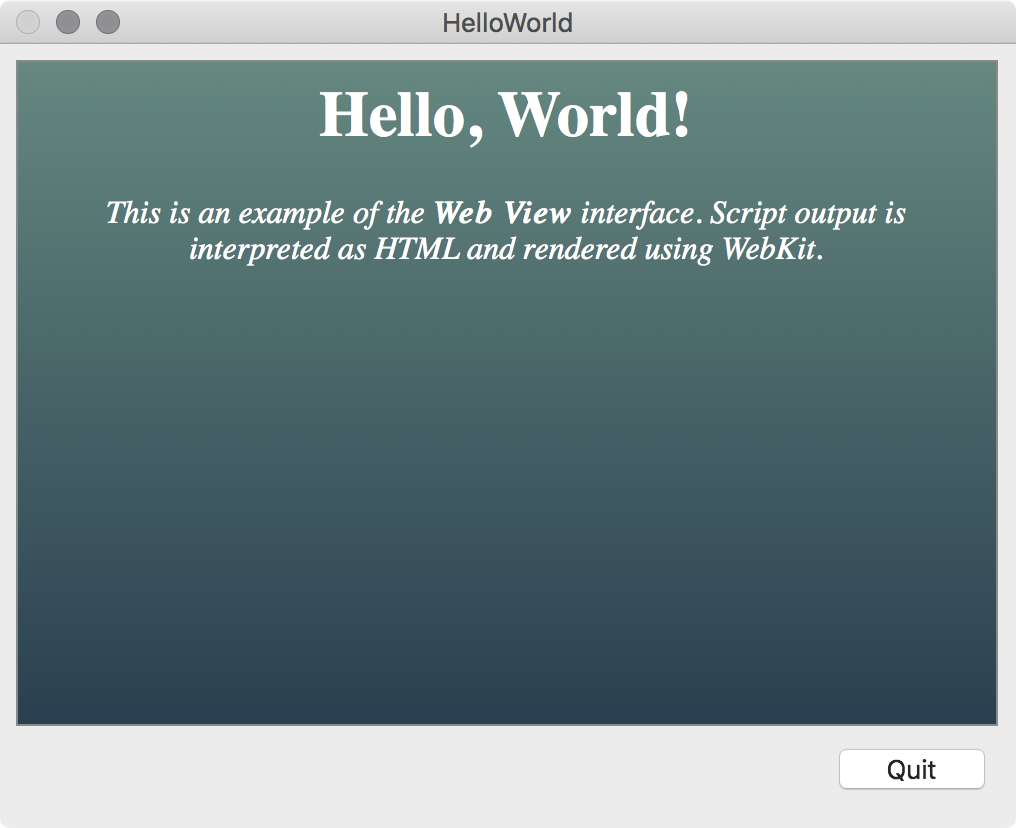 HelloWorld
Hello, World!
This is an example of the Web View interface. Script output is
interpreted as HTML and rendered using WebKit.
Quit